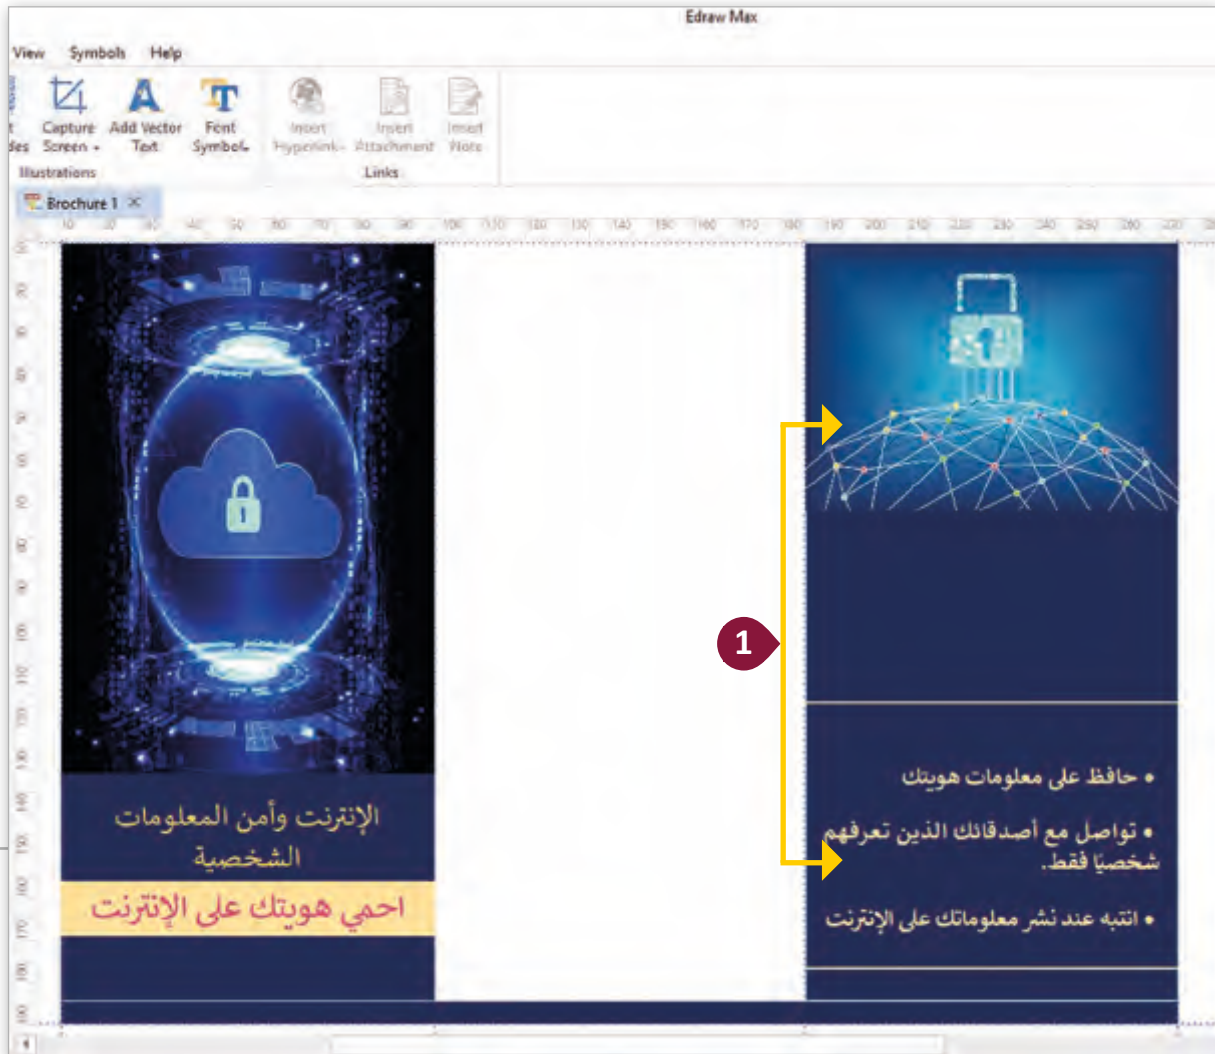 Edraw Max
View Symbols Help
Capture Screen
Add Vector Text
Font Symbol
Insert Hyperlink
Insert Attachment
Insert Note
Illustrations
Links
Brochure 1
1
الإنترنت وأمن المعلومات
الشخصية
احمي هويتك على الإنترنت
• حافظ على معلومات هويتك
• تواصل مع أصدقائك الذين تعرفهم
شخصيًا فقط.
• انتبه عند نشر معلوماتك على الإنترنت